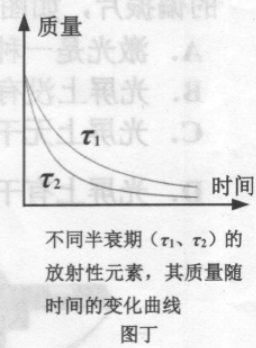 质量
τ₁
τ₂
时间
不同半衰期（τ₁、τ₂）的
放射性元素，其质量随
时间的变化曲线
图丁